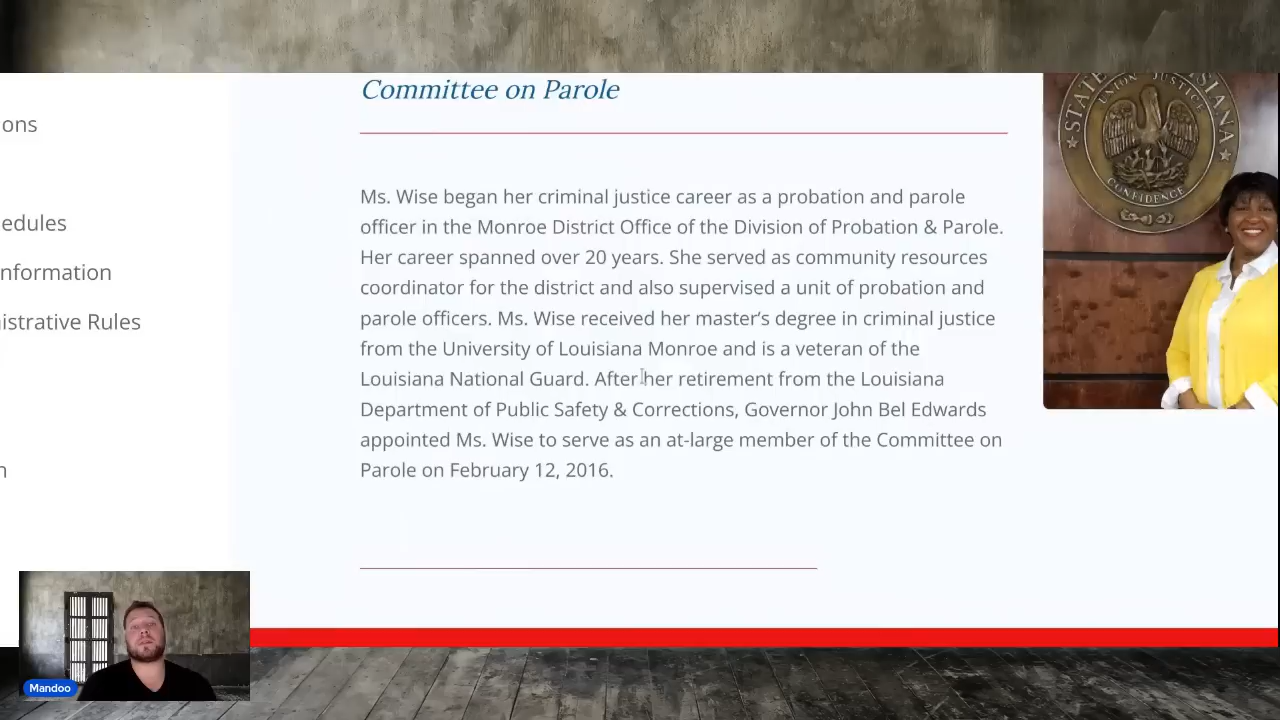 Committee on Parole
ons
edules
nformation
istrative Rules
Ms. Wise began her criminal justice career as a probation and parole
officer in the Monroe District Office of the Division of Probation & Parole.
Her career spanned over 20 years. She served as community resources
coordinator for the district and also supervised a unit of probation and
parole officers. Ms. Wise received her master's degree in criminal justice
from the University of Louisiana Monroe and is a veteran of the
Louisiana National Guard. After her retirement from the Louisiana
Department of Public Safety & Corrections, Governor John Bel Edwards
appointed Ms. Wise to serve as an at-large member of the Committee on
Parole on February 12, 2016.
UNION JUSTICE
CONFIDENCE
Mandoo